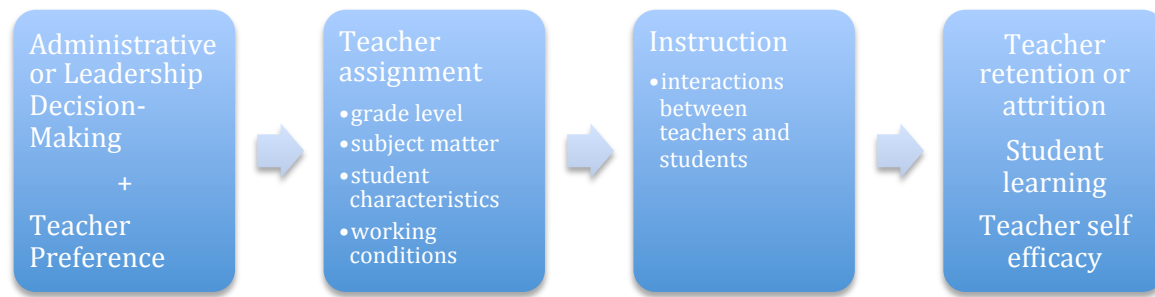 Administrative
or Leadership
Decision-
Making
+
Teacher
Preference
Teacher
assignment
•grade level
•subject matter
•student
characteristics
•working
conditions
Instruction
•interactions
between
teachers and
students
Teacher
retention or
attrition
Student
learning
Teacher self
efficacy